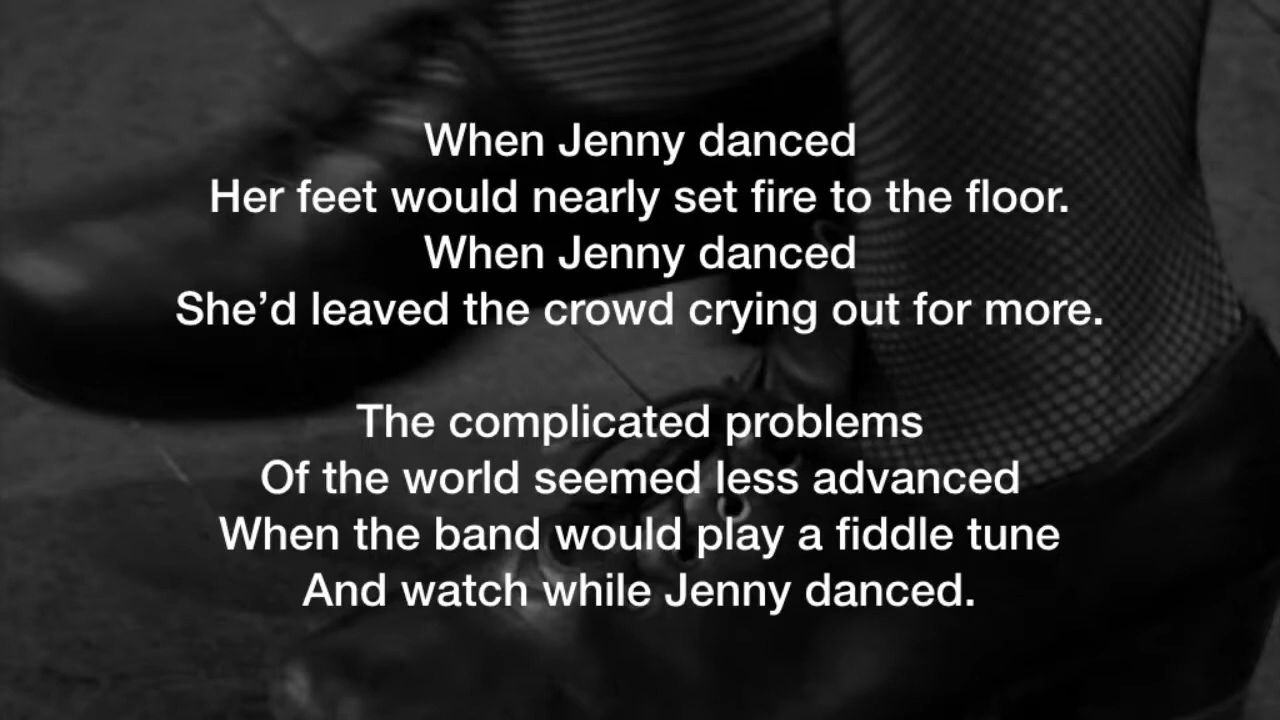 When Jenny danced
Her feet would nearly set fire to the floor.
When Jenny danced
She’d leaved the crowd crying out for more.
The complicated problems
Of the world seemed less advanced
When the band would play a fiddle tune
And watch while Jenny danced.